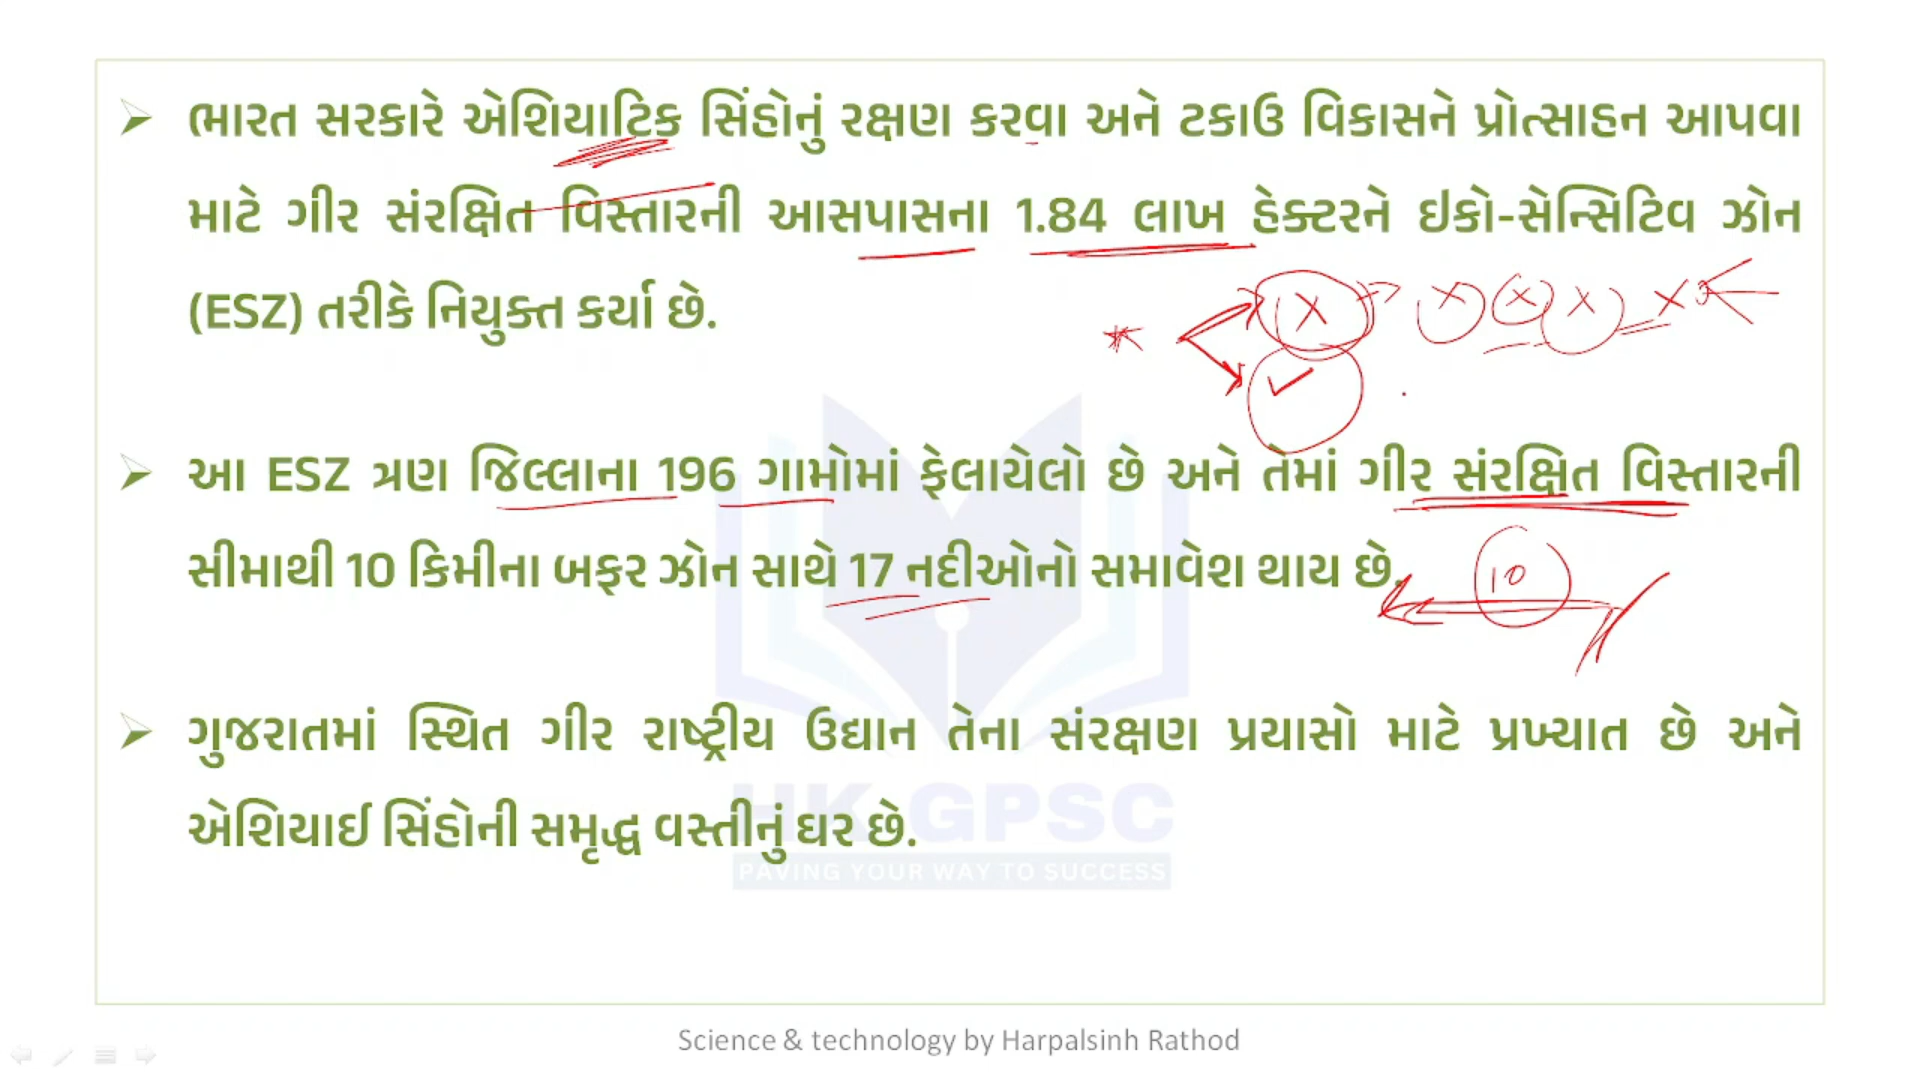 ભારત સરકારે એશિયાટિક સિંહોનું રક્ષણ કરવા અને ટકાઉ વિકાસને પ્રોત્સાહન આપવા
માટે ગીર સંરક્ષિત વિસ્તારની આસપાસના 1.84 લાખ હેક્ટરને ઇકો-સેન્સિટિવ ઝોન
(ESZ) તરીકે નિયુક્ત કર્યા છે.
આ ESZ ત્રણ જિલ્લાના 196 ગામોમાં ફેલાયેલો છે અને તેમાં ગીર સંરક્ષિત વિસ્તારની
સીમાથી 10 કિમીના બફર ઝોન સાથે 17 નદીઓનો સમાવેશ થાય છે.
10
ગુજરાતમાં સ્થિત ગીર રાષ્ટ્રીય ઉદ્યાન તેના સંરક્ષણ પ્રયાસો માટે પ્રખ્યાત છે અને
એશિયાઈ સિંહોની સમૃદ્ધ વસ્તીનું ઘર છે.
HK GPSC
PAVING YOUR WAY TO SUCCESS
Science & technology by Harpalsinh Rathod